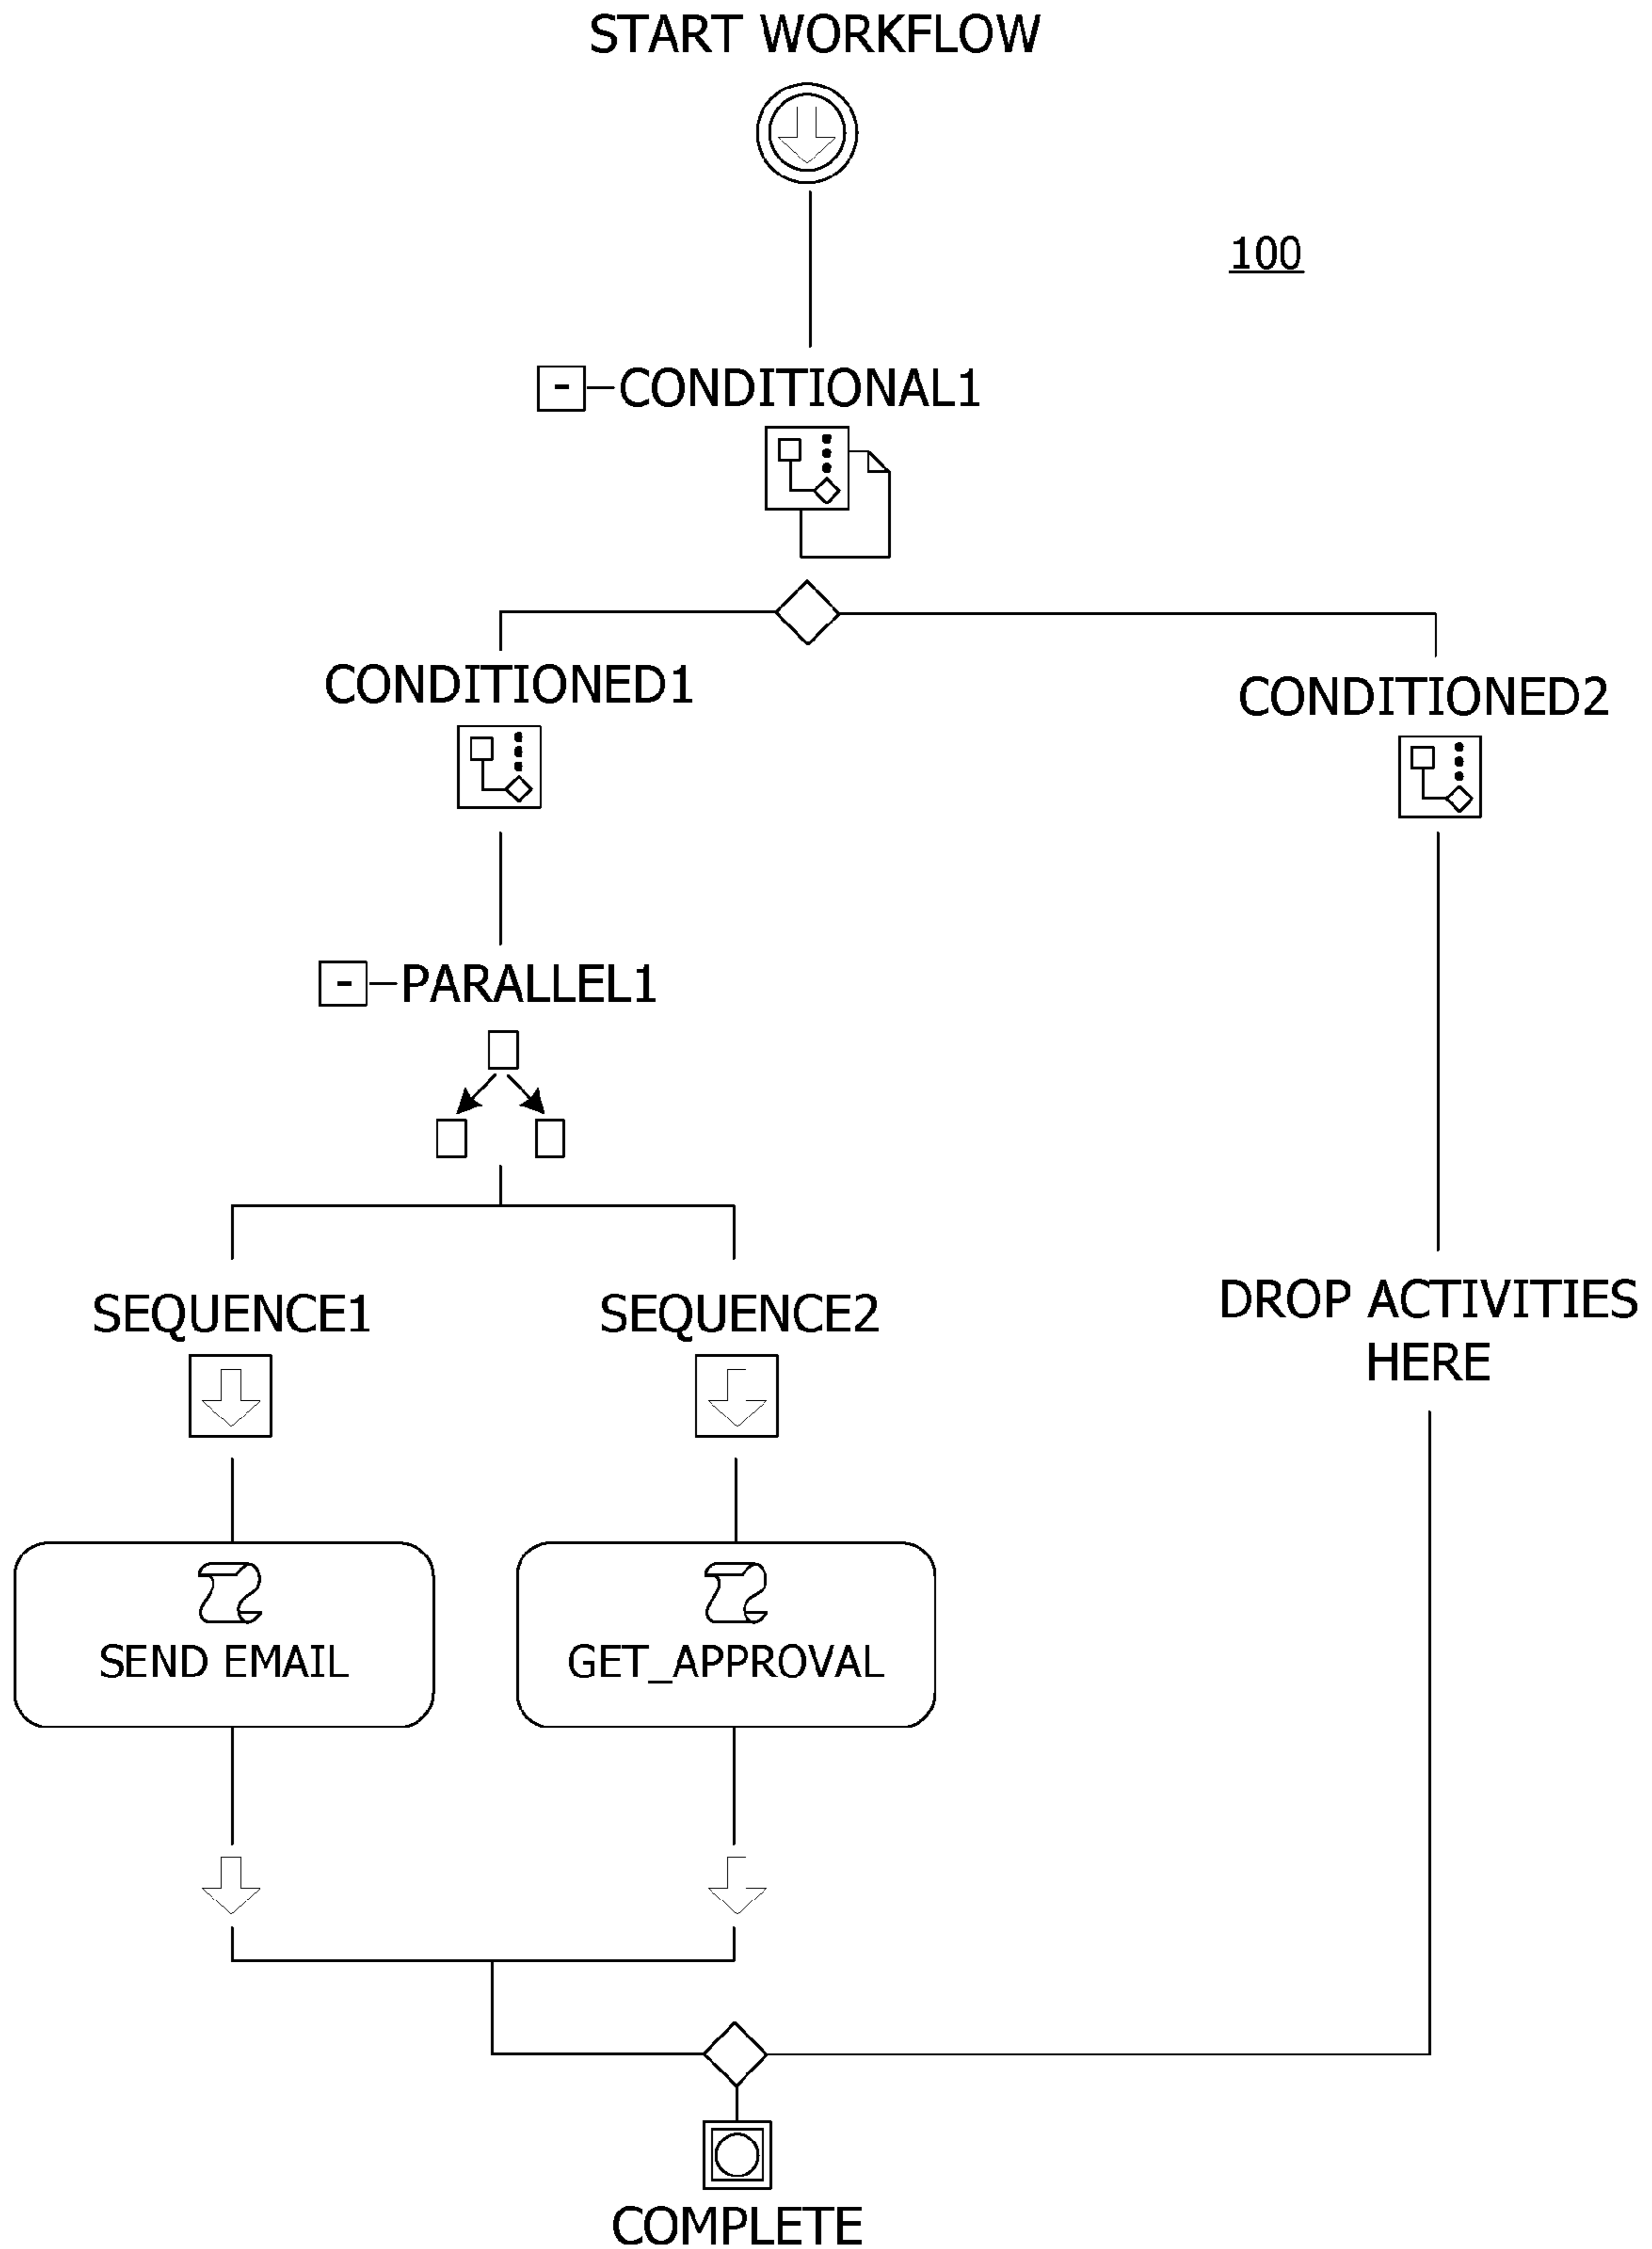 START WORKFLOW
100
CONDITIONAL1
CONDITIONED1
CONDITIONED2
PARALLEL1
SEQUENCE1
SEQUENCE2
DROP ACTIVITIES
HERE
SEND EMAIL
GET_APPROVAL
COMPLETE